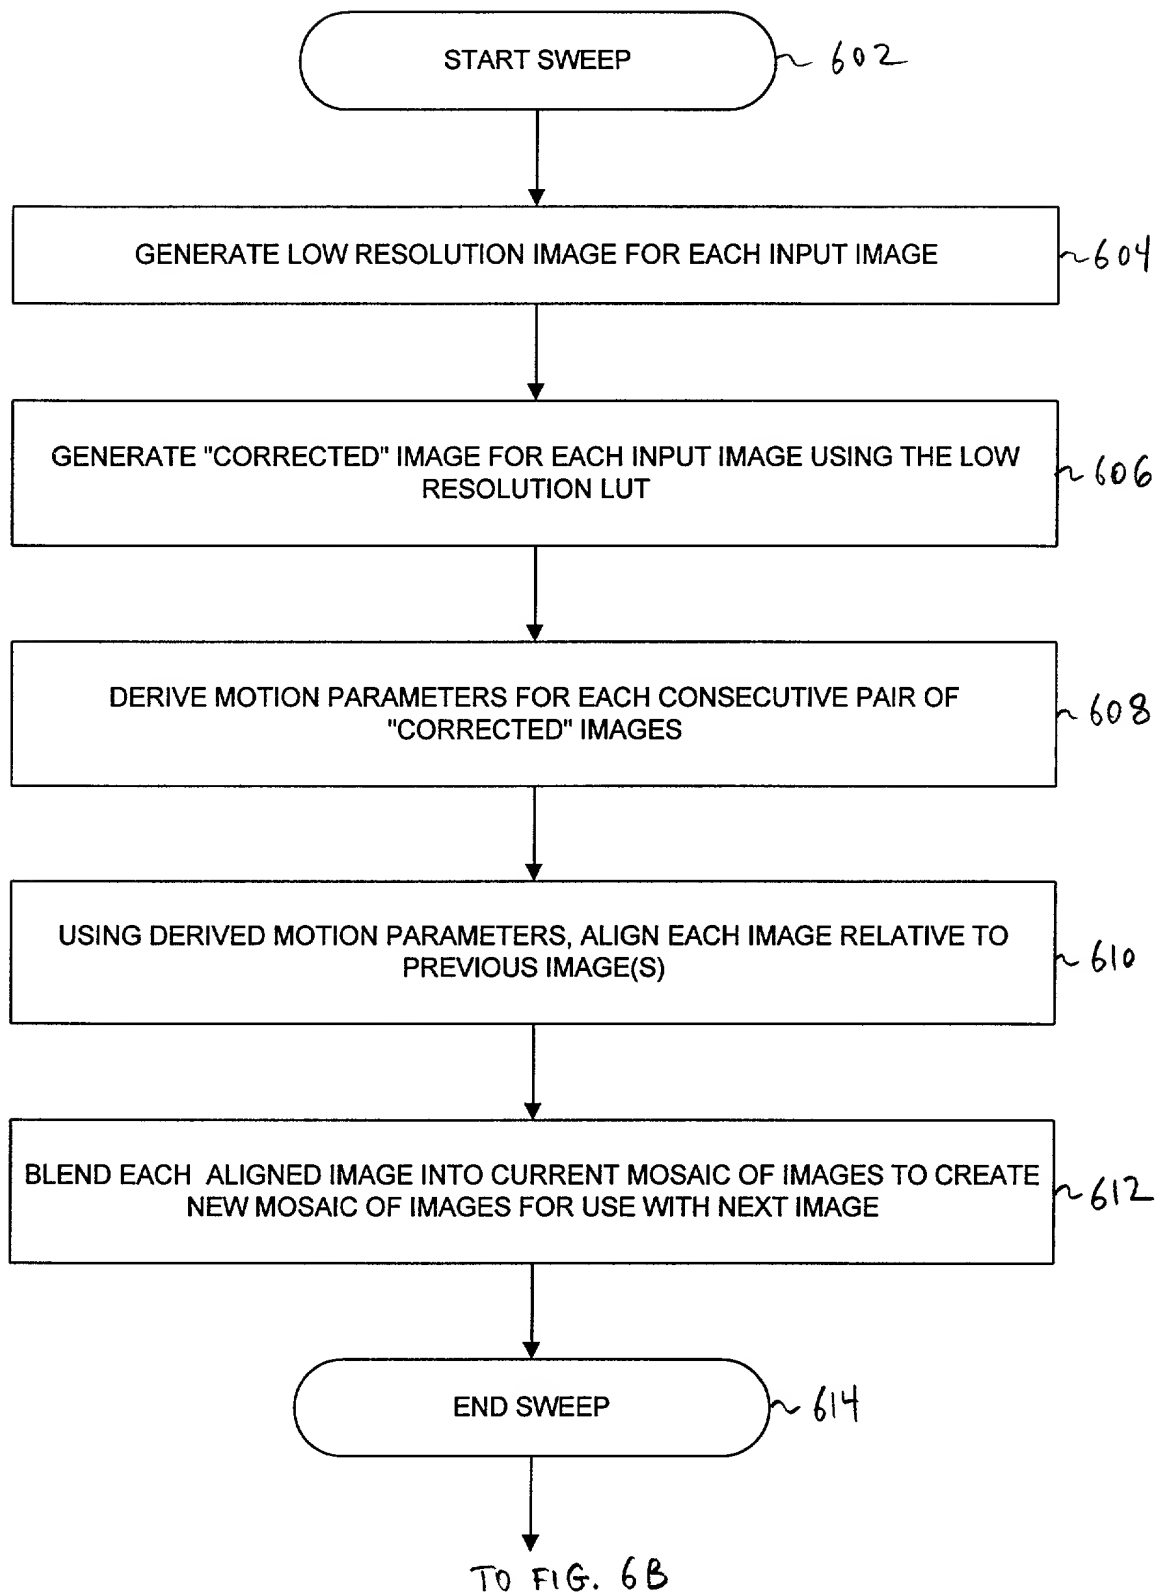 START SWEEP
602
GENERATE LOW RESOLUTION IMAGE FOR EACH INPUT IMAGE
604
GENERATE "CORRECTED" IMAGE FOR EACH INPUT IMAGE USING THE LOW
RESOLUTION LUT
606
DERIVE MOTION PARAMETERS FOR EACH CONSECUTIVE PAIR OF
"CORRECTED" IMAGES
608
USING DERIVED MOTION PARAMETERS, ALIGN EACH IMAGE RELATIVE TO
PREVIOUS IMAGE(S)
610
BLEND EACH ALIGNED IMAGE INTO CURRENT MOSAIC OF IMAGES TO CREATE
NEW MOSAIC OF IMAGES FOR USE WITH NEXT IMAGE
612
END SWEEP
614
TO FIG. 6B